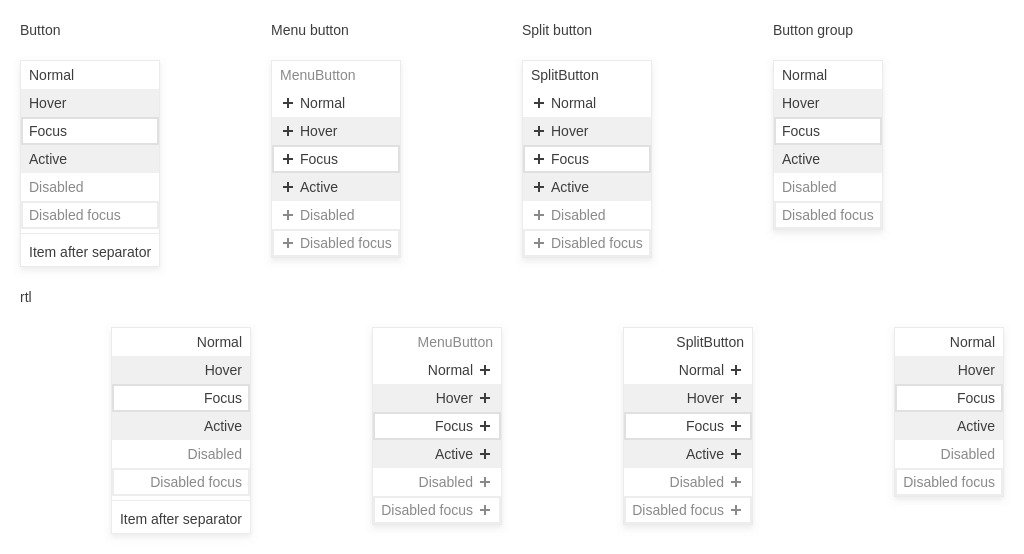 Button
Normal
Hover
Focus
Active
Disabled
Disabled focus
Item after separator
Menu button
MenuButton
Normal
Hover
Focus
Active
Disabled
Disabled focus
Split button
SplitButton
Normal
Hover
Focus
Active
Disabled
Disabled focus
Button group
Normal
Hover
Focus
Active
Disabled
Disabled focus
rtl
Normal
Hover
Focus
Active
Disabled
Disabled focus
Item after separator
MenuButton
Normal
Hover
Focus
Active
Disabled
Disabled focus
SplitButton
Normal
Hover
Focus
Active
Disabled
Disabled focus
Normal
Hover
Focus
Active
Disabled
Disabled focus